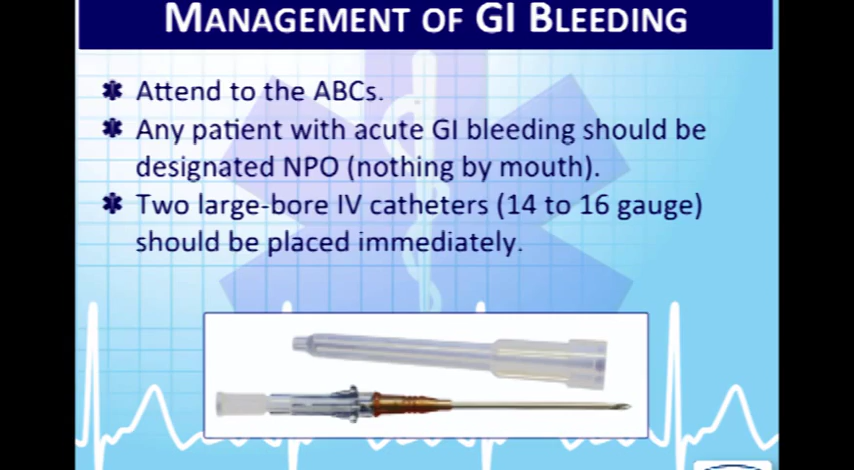 MANAGEMENT OF GI BLEEDING
Attend to the ABCs.
Any patient with acute GI bleeding should be
designated NPO (nothing by mouth).
Two large-bore IV catheters (14 to 16 gauge)
should be placed immediately.